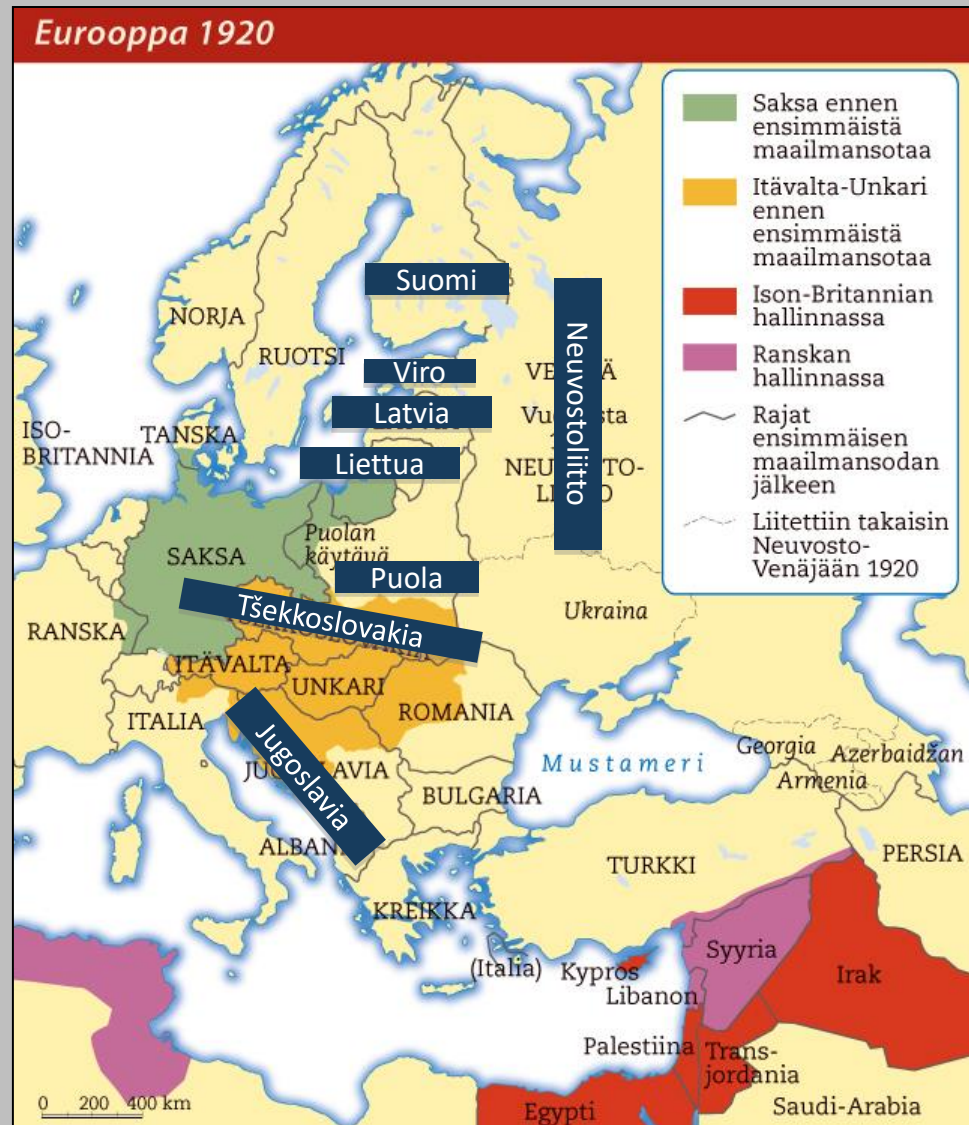 Eurooppa 1920
Saksa ennen
ensimmäistä
maailmansotaa
Itävalta-Unkari
ennen
ensimmäistä
maailmansotaa
Ison-Britannian
hallinnassa
Ranskan
hallinnassa
Rajat
ensimmäisen
maailmansodan
jälkeen
Liitettiin takaisin
Neuvosto-
Venäjään 1920
Suomi
NORJA
RUOTSI
Viro
Neuvostoliitto
Latvia
ISO-
BRITANNIA
TANSKA
Liettua
Puolan
käytävä
SAKSA
Puola
Tšekkoslovakia
Ukraina
RANSKA
ITÄVALTA
UNKARI
ROMANIA
ITALIA
Jugoslavia
Mustameri
Georgia
Azerbaidžan
Armenia
BULGARIA
TURKKI
PERSIA
KREIKKA
(Italia)
Kypros
Syyria
Irak
Libanon
Palestiina
Trans-
jordania
Egypti
Saudi-Arabia
0 200 400 km